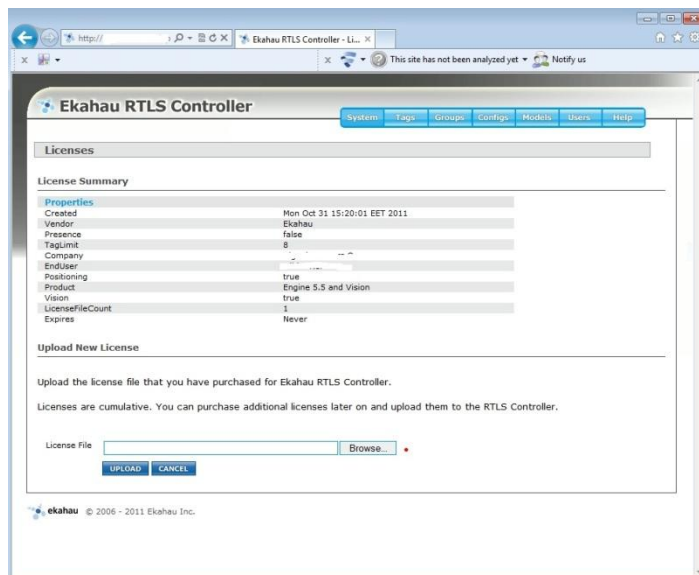 http://
Ekahau RTLS Controller - Li...
This site has not been analyzed yet
Notify us
Ekahau RTLS Controller
System Tags Groups Configs Models Users Help
Licenses
License Summary
Properties
Created Mon Oct 31 15:20:01 EET 2011
Vendor Ekahau
Presence false
TagLimit 8
Company
EndUser
Positioning true
Product Engine 5.5 and Vision
Vision true
LicenseFileCount 1
Expires Never
Upload New License
Upload the license file that you have purchased for Ekahau RTLS Controller.
Licenses are cumulative. You can purchase additional licenses later on and upload them to the RTLS Controller.
License File Browse...
UPLOAD CANCEL
ekahau © 2006 - 2011 Ekahau Inc.